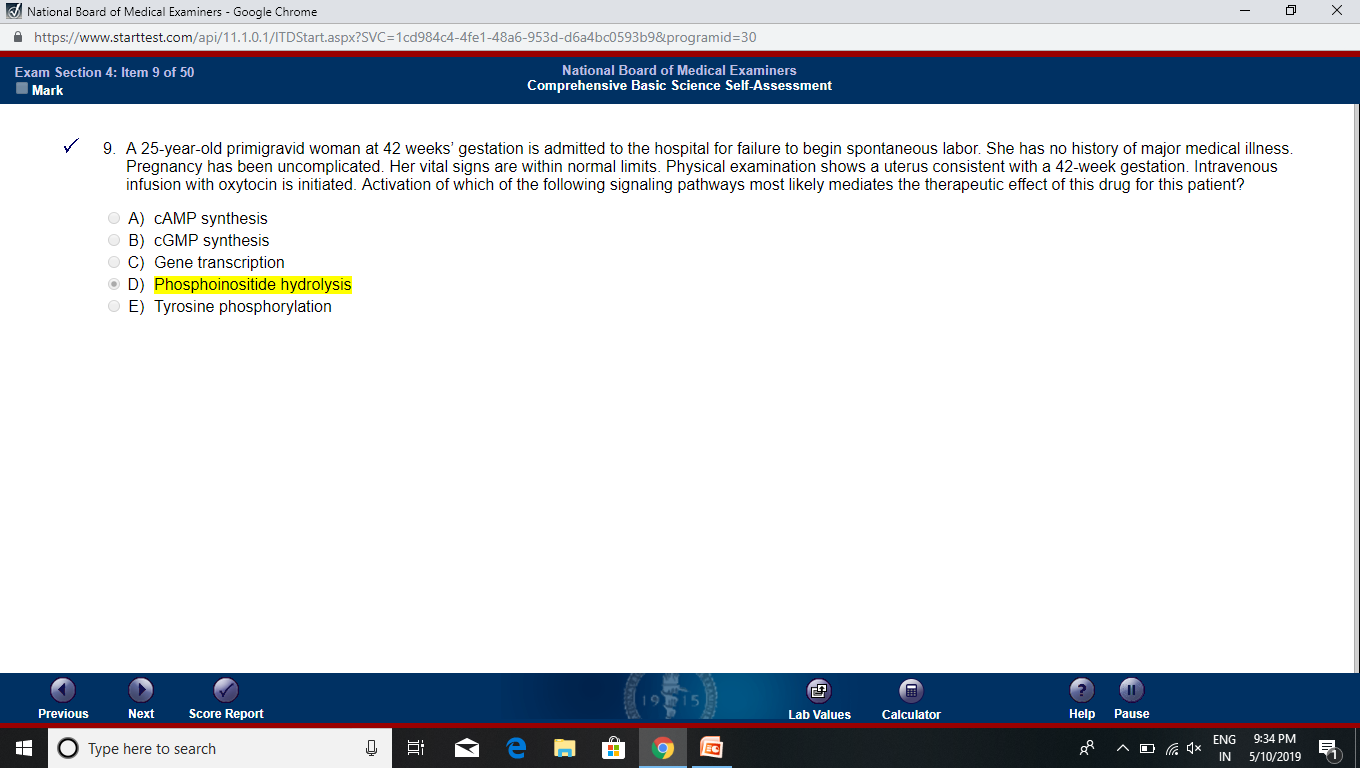 National Board of Medical Examiners - Google Chrome
https://www.starttest.com/api/11.1.0.1/ITDStart.aspx?SVC=1cd984c4-4fe1-48a6-953d-d6a4bc0593b9&programid=30
Exam Section 4: Item 9 of 50
National Board of Medical Examiners
Mark
Comprehensive Basic Science Self-Assessment
9. A 25-year-old primigravid woman at 42 weeks' gestation is admitted to the hospital for failure to begin spontaneous labor. She has no history of major medical illness.
Pregnancy has been uncomplicated. Her vital signs are within normal limits. Physical examination shows a uterus consistent with a 42-week gestation. Intravenous
infusion with oxytocin is initiated. Activation of which of the following signaling pathways most likely mediates the therapeutic effect of this drug for this patient?
A) cAMP synthesis
B) cGMP synthesis
C) Gene transcription
D) Phosphoinositide hydrolysis
E) Tyrosine phosphorylation
1915
Previous Next Score Report Lab Values Calculator Help Pause
Type here to search
ENG 9:34 PM
IN 5/10/2019
1